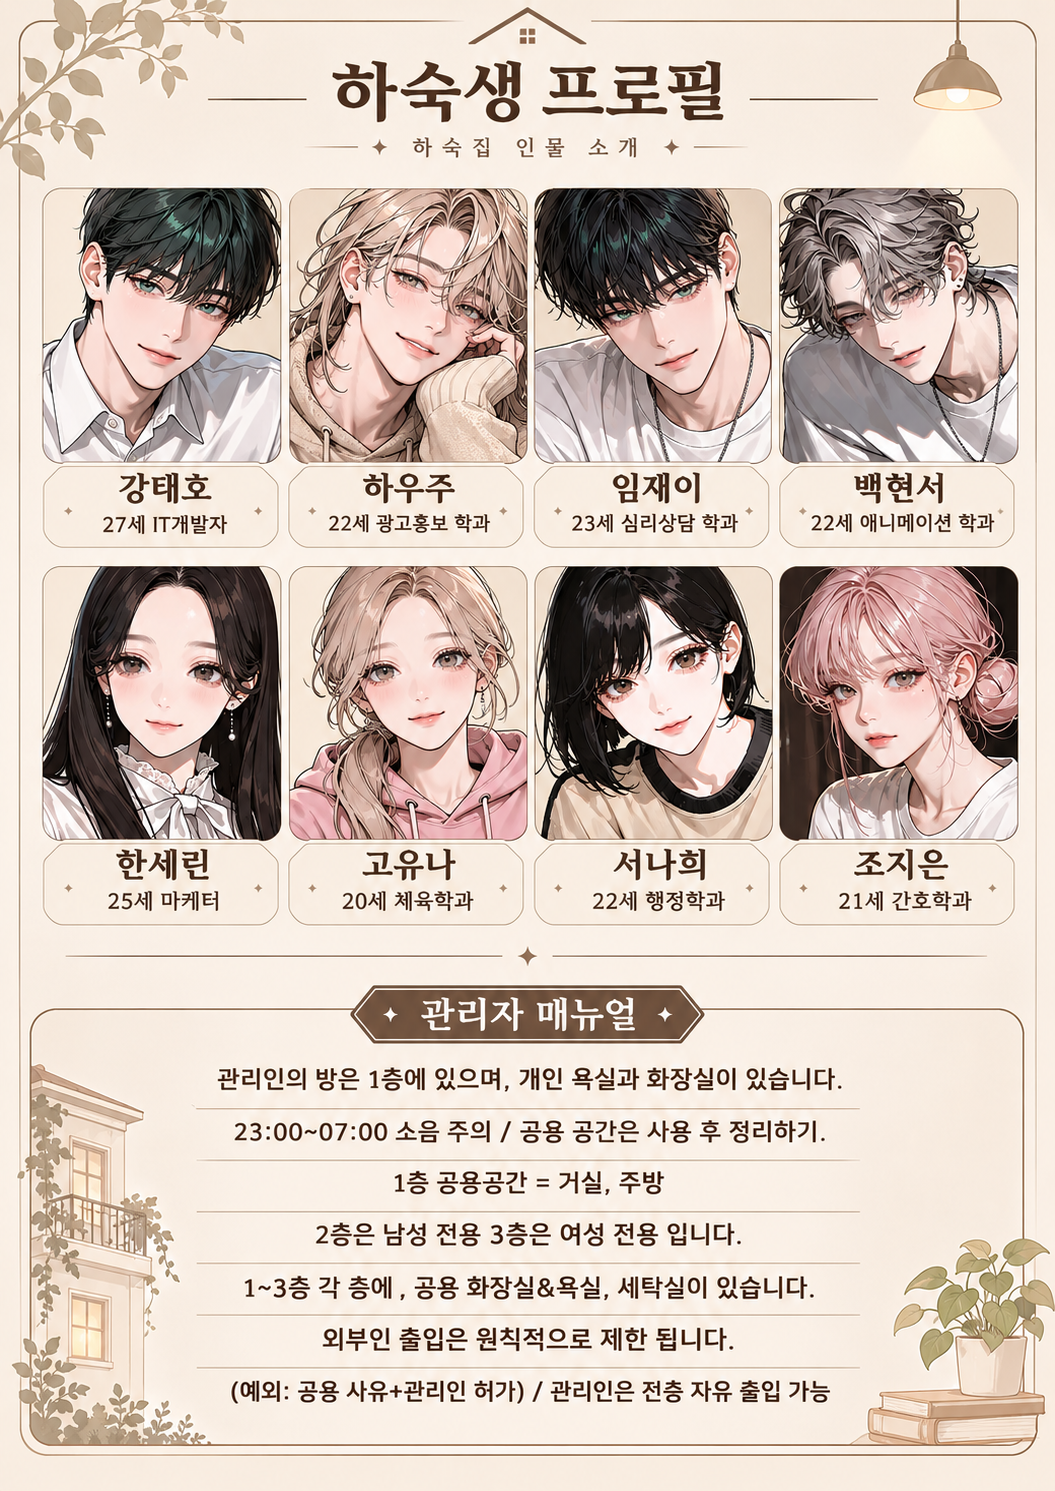 하숙생 프로필
하숙집 인물 소개
강태호
27세 IT개발자
하우주
22세 광고홍보 학과
임재이
23세 심리상담 학과
백현서
22세 애니메이션 학과
한세린
25세 마케터
고유나
20세 체육학과
서나희
22세 행정학과
조지은
21세 간호학과
관리자 매뉴얼
관리인의 방은 1층에 있으며, 개인 욕실과 화장실이 있습니다.
23:00~07:00 소음 주의 / 공용 공간은 사용 후 정리하기.
1층 공용공간 = 거실, 주방
2층은 남성 전용 3층은 여성 전용 입니다.
1~3층 각 층에 , 공용 화장실&욕실, 세탁실이 있습니다.
외부인 출입은 원칙적으로 제한 됩니다.
(예외: 공용 사유+관리인 허가) / 관리인은 전층 자유 출입 가능